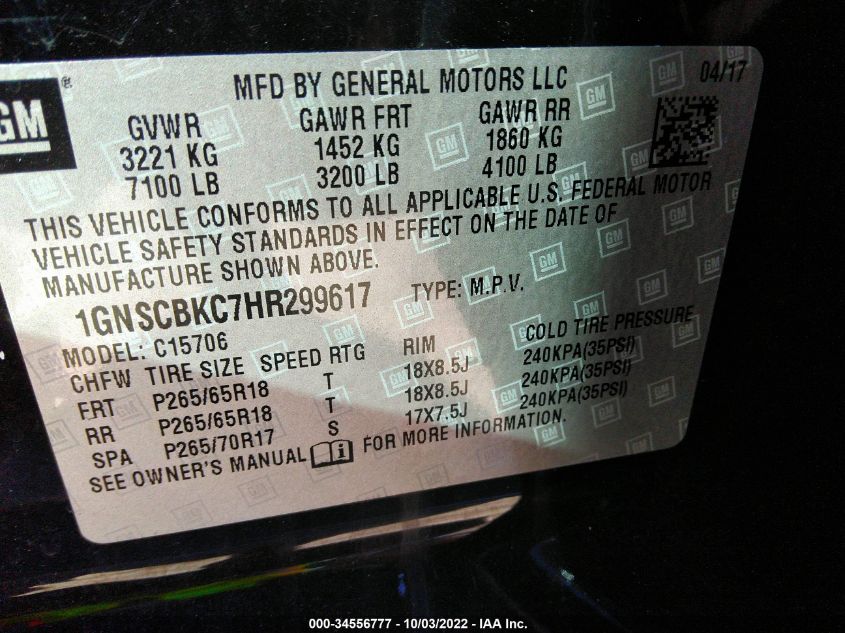 GM ®
MFD BY GENERAL MOTORS LLC 04/17
GVWR GAWR FRT GAWR RR
3221 KG 1452 KG 1860 KG
7100 LB 3200 LB 4100 LB
THIS VEHICLE CONFORMS TO ALL APPLICABLE U.S. FEDERAL MOTOR
VEHICLE SAFETY STANDARDS IN EFFECT ON THE DATE OF
MANUFACTURE SHOWN ABOVE.
1GNSCBKC7HR299617 TYPE: M.P.V.
MODEL: C15706
CHFW TIRE SIZE SPEED RTG RIM COLD TIRE PRESSURE
FRT P265/65R18 T 18X8.5J 240KPA(35PSI)
RR P265/65R18 T 18X8.5J 240KPA(35PSI)
SPA P265/70R17 S 17X7.5J 240KPA(35PSI)
SEE OWNER'S MANUAL i FOR MORE INFORMATION.
000-34556777 - 10/03/2022 - IAA Inc.